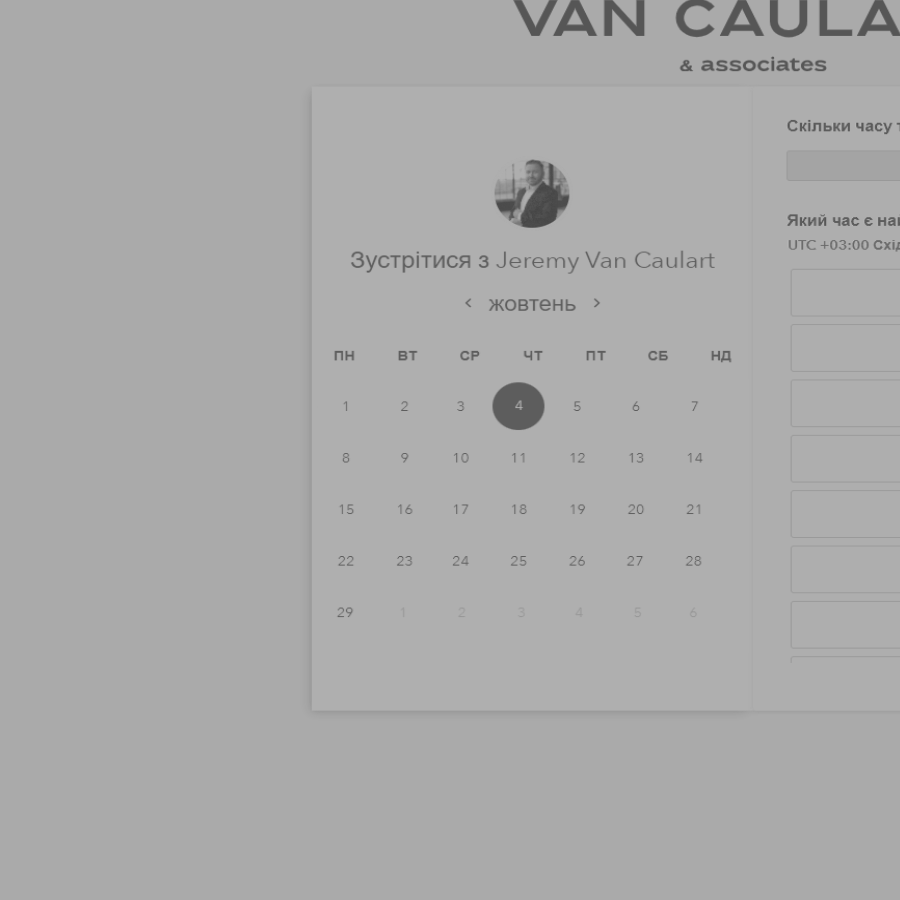 VAN CAULA
& associates
Скільки часу т
Зустрітися з Jeremy Van Caulart
Який час є на
UTC +03:00 Схід
жовтень
ПН ВТ СР ЧТ ПТ СБ НД
1 2 3 4 5 6 7
8 9 10 11 12 13 14
15 16 17 18 19 20 21
22 23 24 25 26 27 28
29 1 2 3 4 5 6